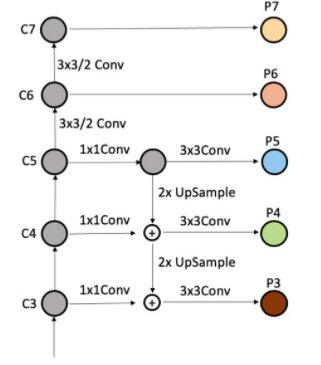 C7
P7
3x3/2 Conv
C6
P6
3x3/2 Conv
C5
1x1Conv
3x3Conv
P5
2x UpSample
C4
1x1Conv
+
3x3Conv
P4
2x UpSample
C3
1x1Conv
+
3x3Conv
P3